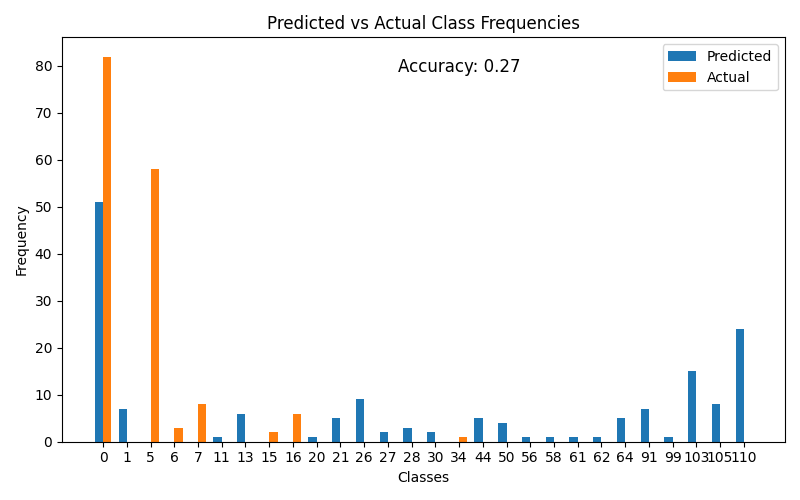 Predicted vs Actual Class Frequencies
Accuracy: 0.27
Predicted
Actual
80
70
60
50
40
30
20
10
0
Frequency
0 1 5 6 7 11 13 15 16 20 21 26 27 28 30 34 44 50 56 58 61 62 64 91 99 103 105 110
Classes